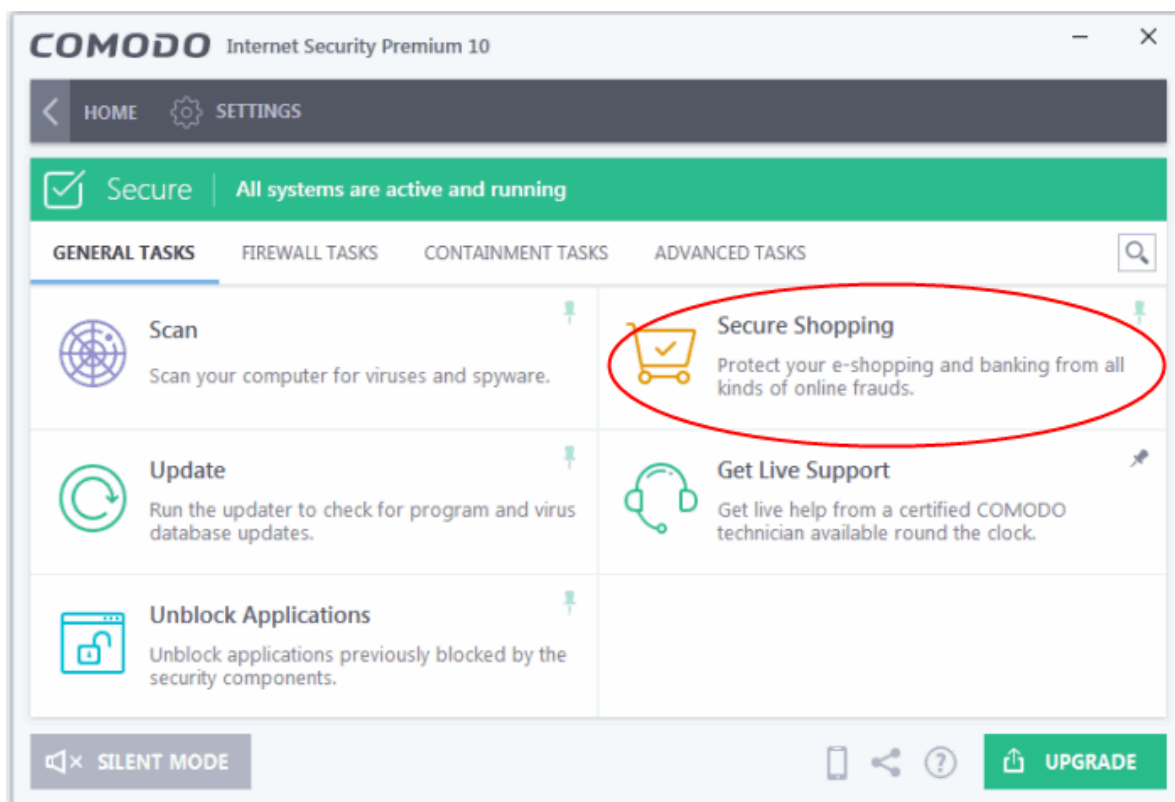 COMODO Internet Security Premium 10
HOME SETTINGS
Secure All systems are active and running
GENERAL TASKS FIREWALL TASKS CONTAINMENT TASKS ADVANCED TASKS
Scan
Scan your computer for viruses and spyware.
Secure Shopping
Protect your e-shopping and banking from all
kinds of online frauds.
Update
Run the updater to check for program and virus
database updates.
Get Live Support
Get live help from a certified COMODO
technician available round the clock.
Unblock Applications
Unblock applications previously blocked by the
security components.
SILENT MODE
?
UPGRADE